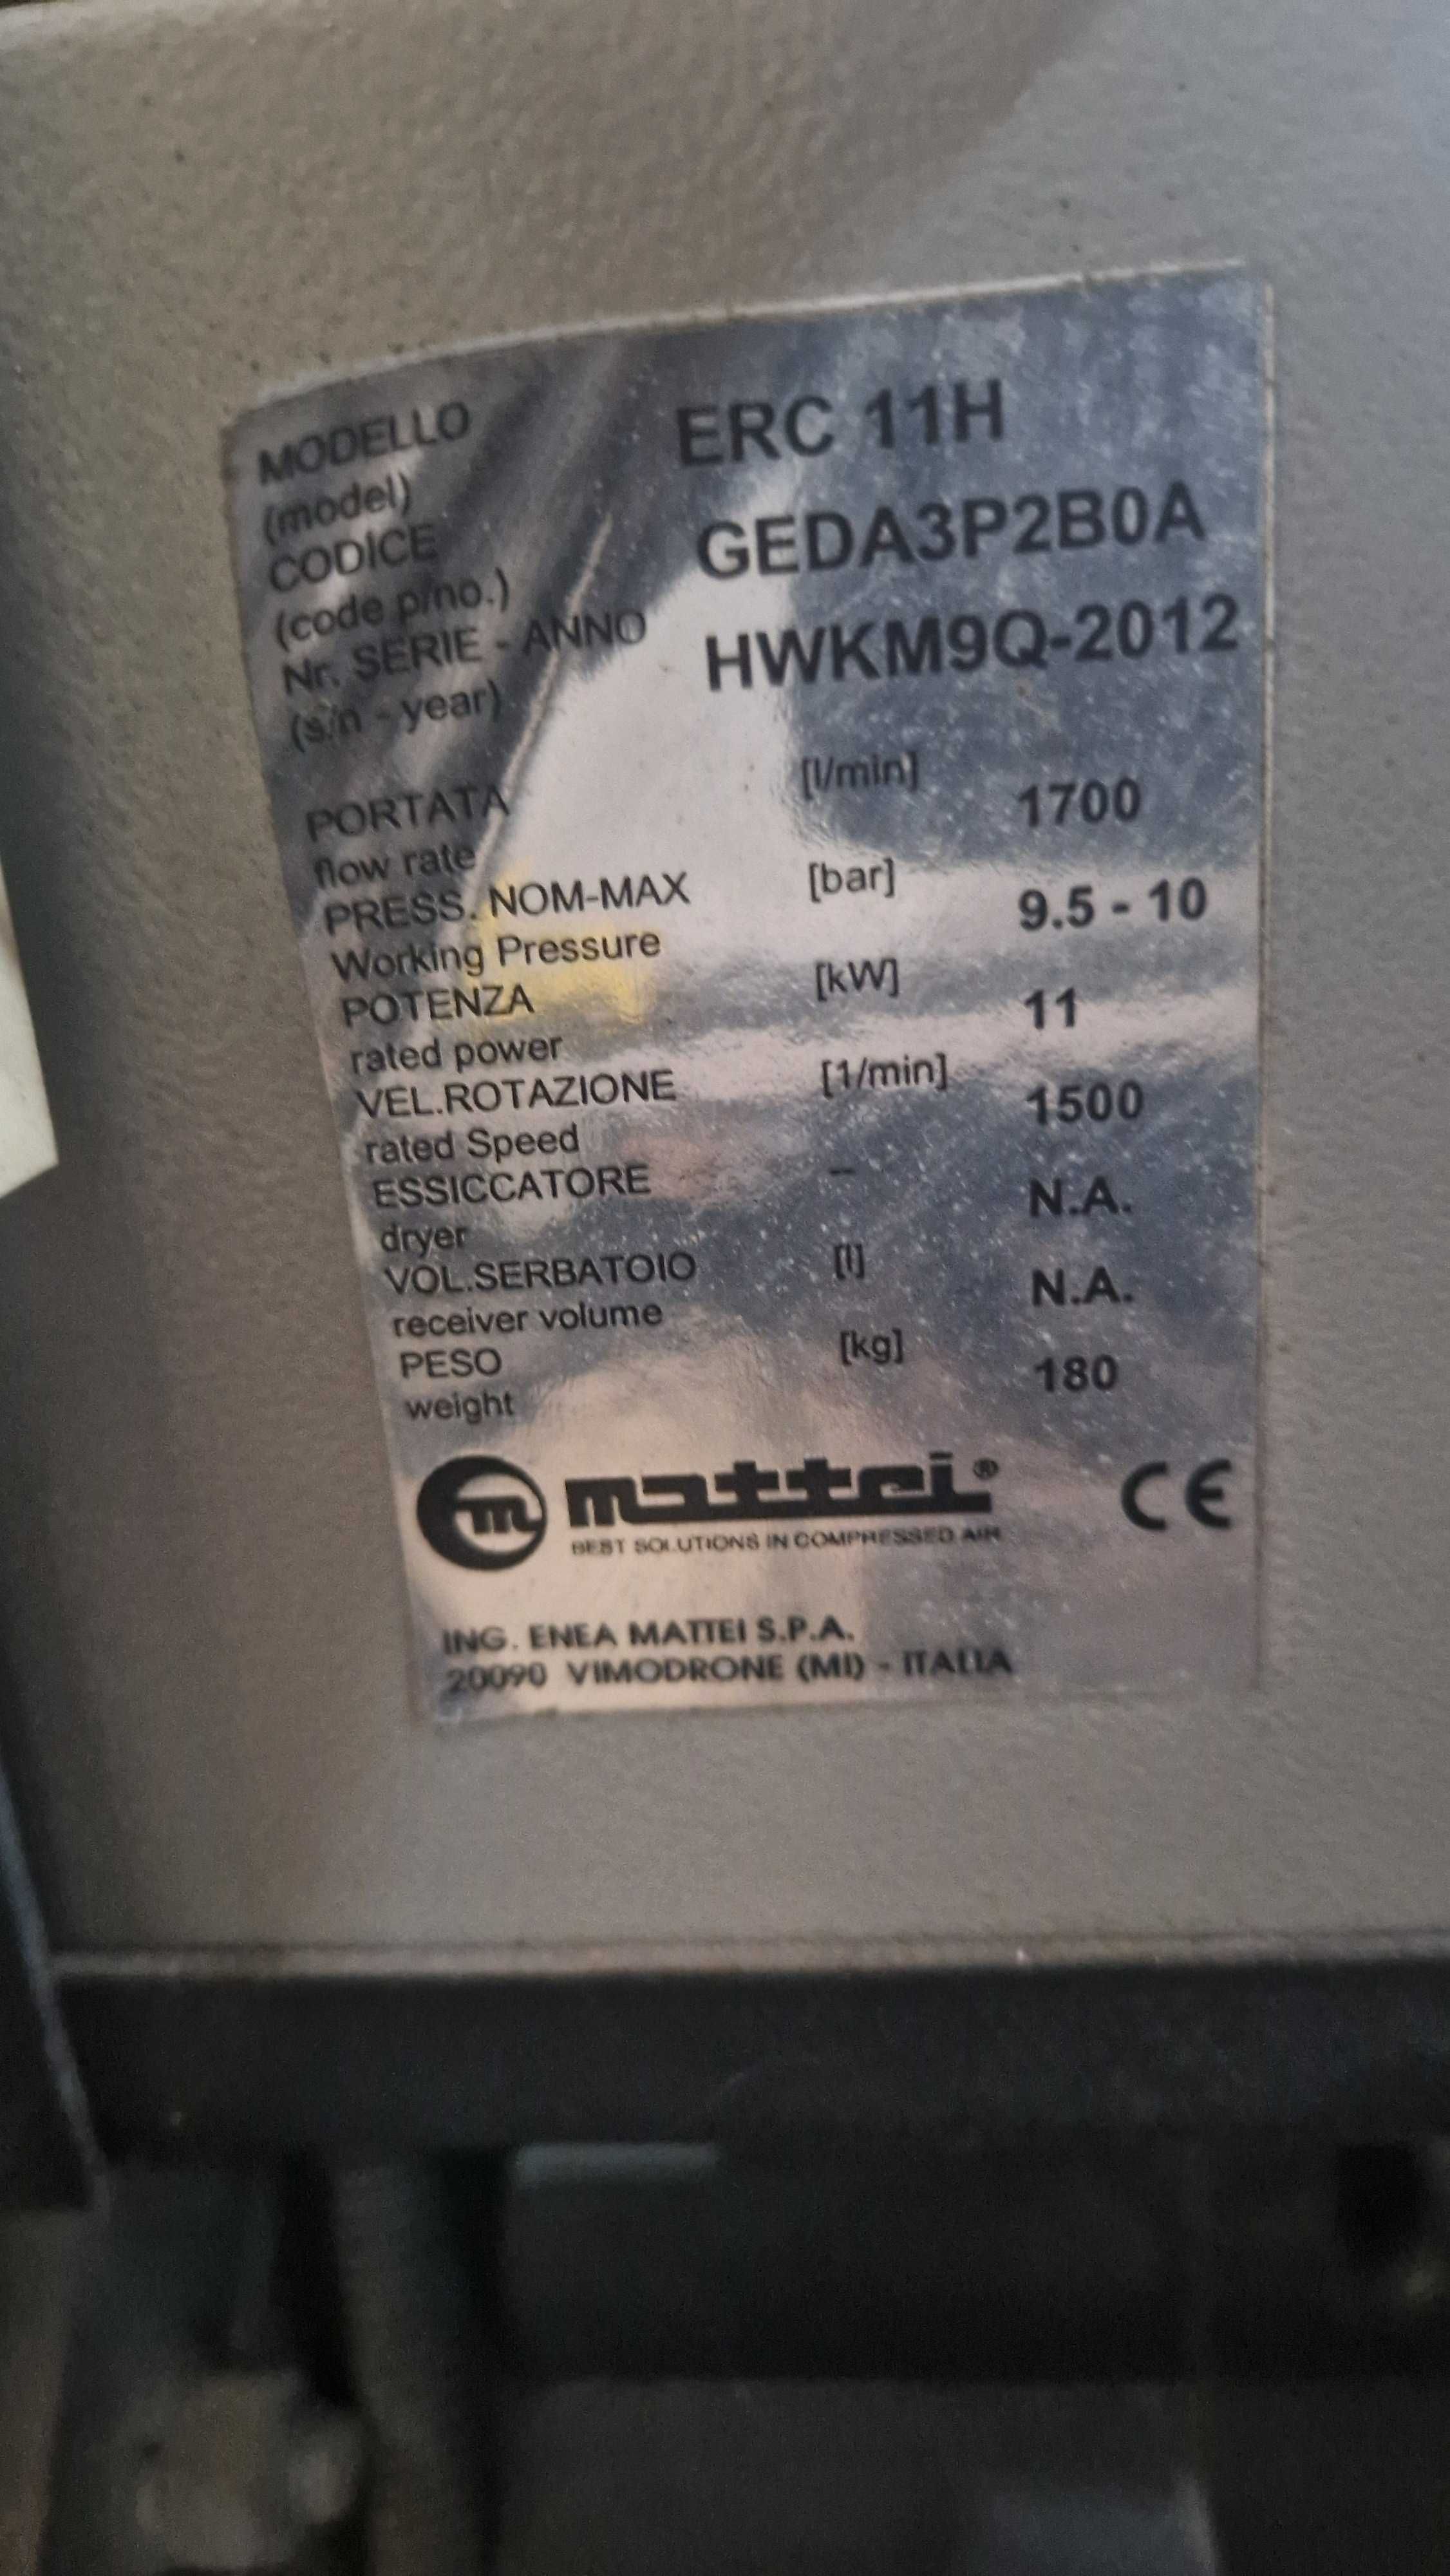 MODELLO ERC 11H
(model)
CODICE GEDA3P2B0A
(code p/no.)
Nr. SERIE - ANNO HWKM9Q-2012
(s/n - year)
PORTATA [l/min] 1700
flow rate
PRESS. NOM-MAX [bar] 9.5 - 10
Working Pressure
POTENZA [kW] 11
rated power
VEL.ROTAZIONE [1/min] 1500
rated Speed
ESSICCATORE - N.A.
dryer
VOL.SERBATOIO [l] N.A.
receiver volume
PESO [kg] 180
weight
m mattei® CE
BEST SOLUTIONS IN COMPRESSED AIR
ING. ENEA MATTEI S.P.A.
20090 VIMODRONE (MI) - ITALIA